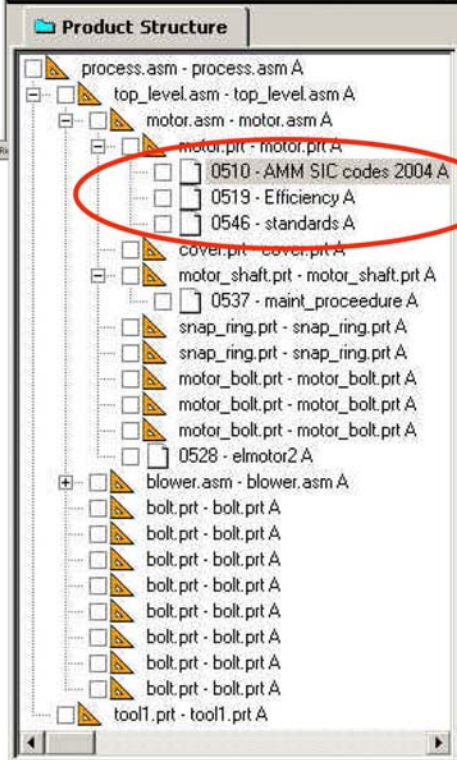 Product Structure
process.asm - process.asm A
top_level.asm - top_level.asm A
motor.asm - motor.asm A
motor.prt - motor.prt A
0510 - AMM SIC codes 2004 A
0519 - Efficiency A
0546 - standards A
cover.prt - cover.prt A
motor_shaft.prt - motor_shaft.prt A
0537 - maint_proceedure A
snap_ring.prt - snap_ring.prt A
snap_ring.prt - snap_ring.prt A
motor_bolt.prt - motor_bolt.prt A
motor_bolt.prt - motor_bolt.prt A
motor_bolt.prt - motor_bolt.prt A
0528 - elmotor2 A
blower.asm - blower.asm A
bolt.prt - bolt.prt A
bolt.prt - bolt.prt A
bolt.prt - bolt.prt A
bolt.prt - bolt.prt A
bolt.prt - bolt.prt A
bolt.prt - bolt.prt A
bolt.prt - bolt.prt A
bolt.prt - bolt.prt A
tool1.prt - tool1.prt A